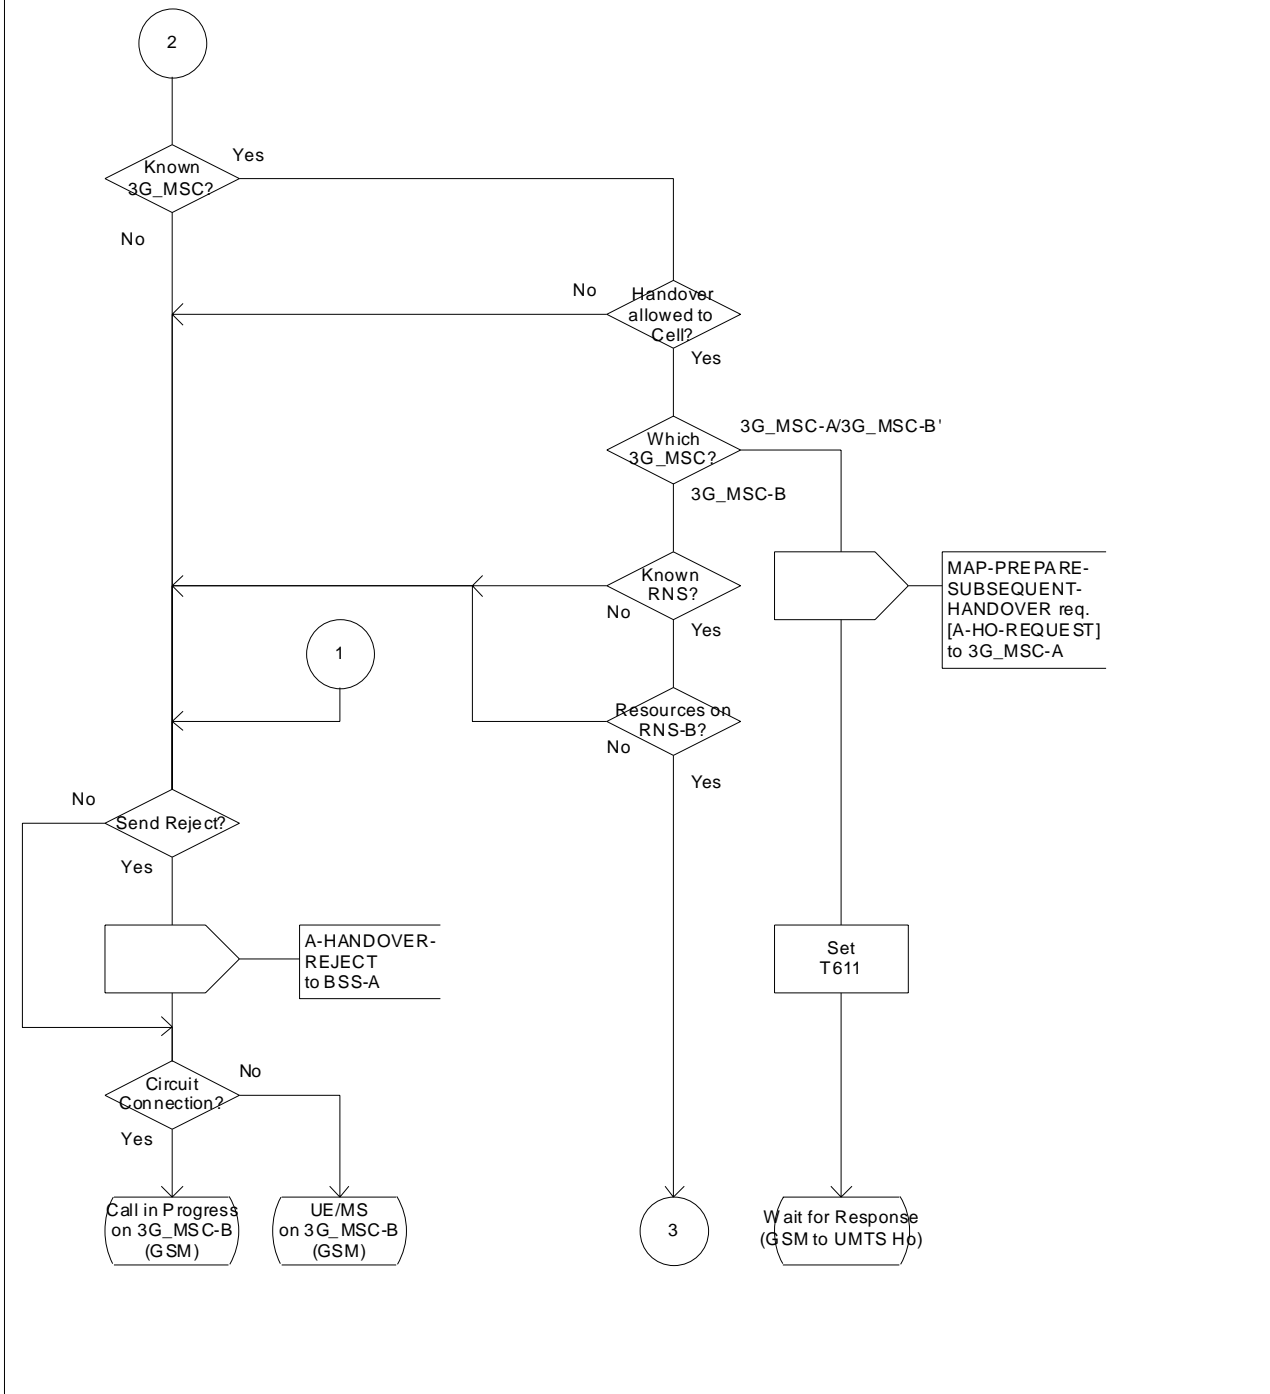 2
Known
3G_MSC?
Yes
No
Handover
allowed to
Cell?
No
Yes
Which
3G_MSC?
3G_MSC-A/3G_MSC-B'
3G_MSC-B
Known
RNS?
No
Yes
MAP-PREPARE-
SUBSEQUENT-
HANDOVER req.
[A-HO-REQUEST]
to 3G_MSC-A
1
Resources on
RNS-B?
No
Yes
No
Send Reject?
Yes
A-HANDOVER-
REJECT
to BSS-A
Set
T611
Circuit
Connection?
No
Yes
Call in Progress
on 3G_MSC-B
(GSM)
UE/MS
on 3G_MSC-B
(GSM)
3
Wait for Response
(GSM to UMTS Ho)